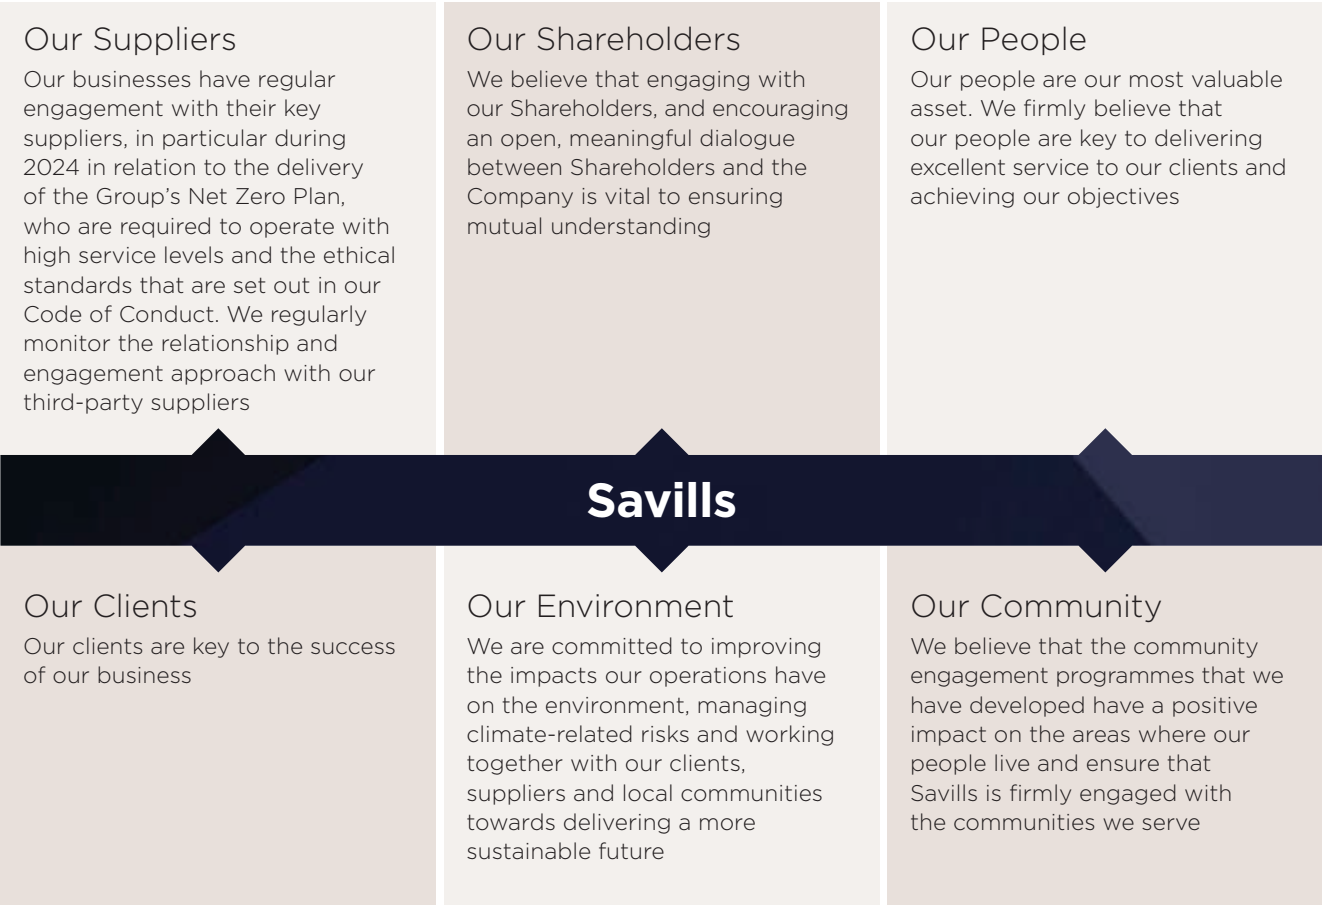 Our Suppliers
Our businesses have regular
engagement with their key
suppliers, in particular during
2024 in relation to the delivery
of the Group’s Net Zero Plan,
who are required to operate with
high service levels and the ethical
standards that are set out in our
Code of Conduct. We regularly
monitor the relationship and
engagement approach with our
third-party suppliers
Our Shareholders
We believe that engaging with
our Shareholders, and encouraging
an open, meaningful dialogue
between Shareholders and the
Company is vital to ensuring
mutual understanding
Our People
Our people are our most valuable
asset. We firmly believe that
our people are key to delivering
excellent service to our clients and
achieving our objectives
Savills
Our Clients
Our clients are key to the success
of our business
Our Environment
We are committed to improving
the impacts our operations have
on the environment, managing
climate-related risks and working
together with our clients,
suppliers and local communities
towards delivering a more
sustainable future
Our Community
We believe that the community
engagement programmes that we
have developed have a positive
impact on the areas where our
people live and ensure that
Savills is firmly engaged with
the communities we serve